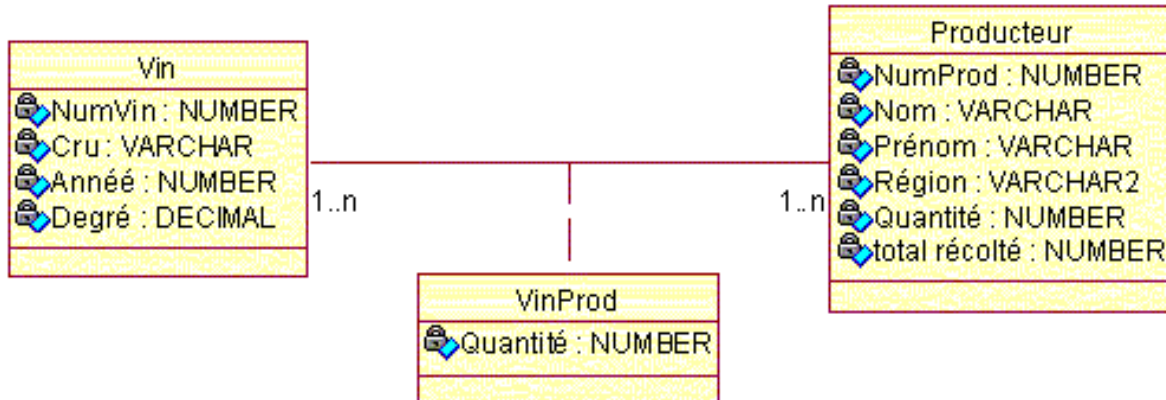 Vin
NumVin : NUMBER
Cru : VARCHAR
Annéé : NUMBER
Degré : DECIMAL
1..n
1..n
Producteur
NumProd : NUMBER
Nom : VARCHAR
Prénom : VARCHAR
Région : VARCHAR2
Quantité : NUMBER
total récolté : NUMBER
VinProd
Quantité : NUMBER